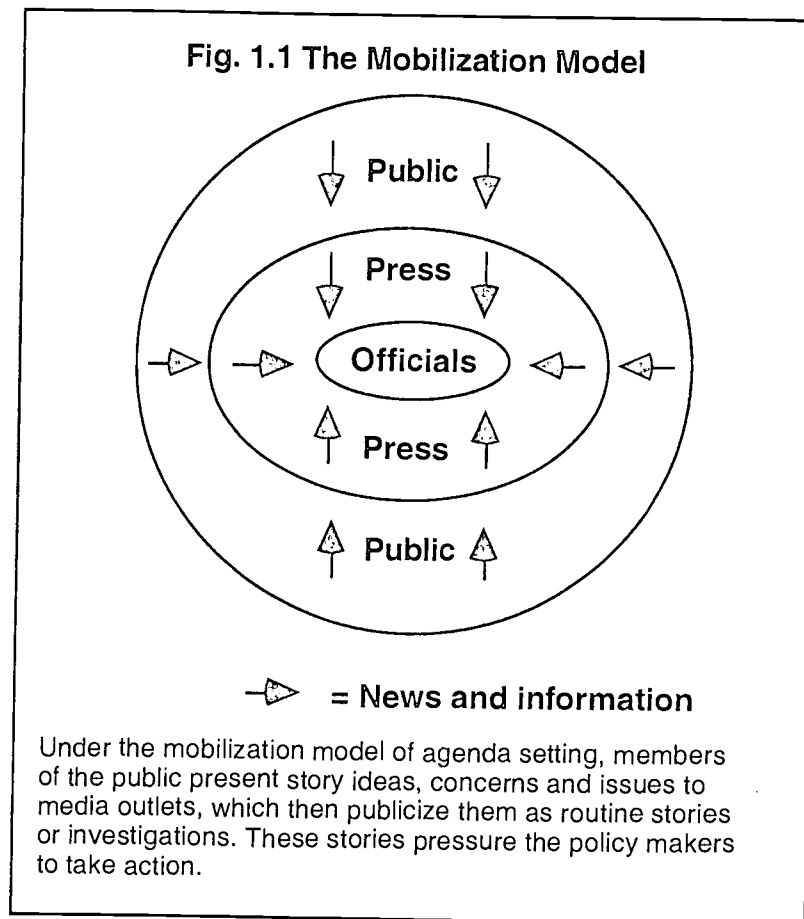 Fig. 1.1 The Mobilization Model
Public
Press
Officials
Press
Public
= News and information
Under the mobilization model of agenda setting, members
of the public present story ideas, concerns and issues to
media outlets, which then publicize them as routine stories
or investigations. These stories pressure the policy makers
to take action.